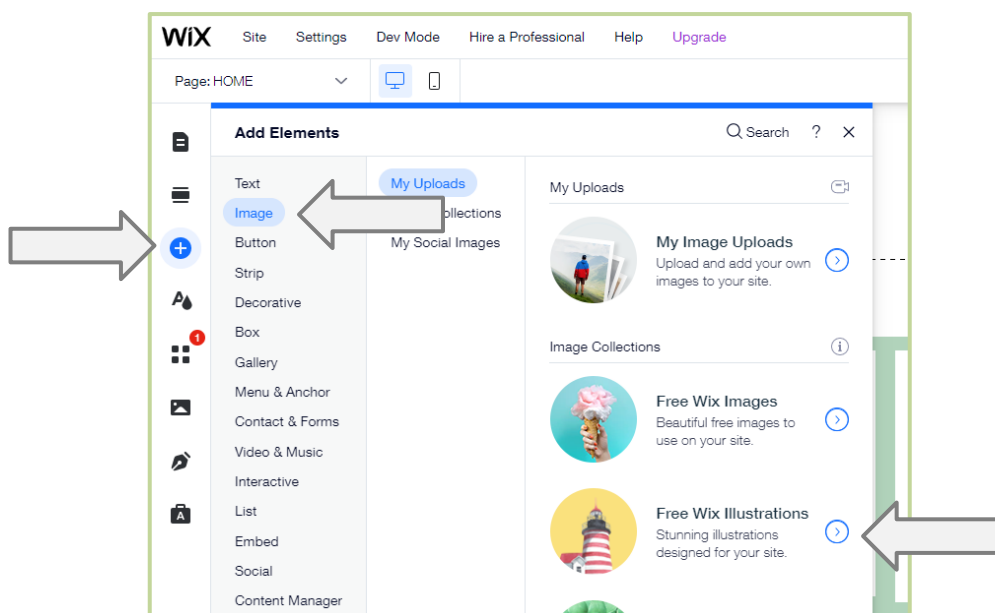 WiX Site Settings Dev Mode Hire a Professional Help Upgrade
Page: HOME
Add Elements Search ? ×
1
A
Text
Image
Button
Strip
Decorative
Box
Gallery
Menu & Anchor
Contact & Forms
Video & Music
Interactive
List
Embed
Social
Content Manager
My Uploads
My Social Images
My Uploads
My Image Uploads
Upload and add your own
images to your site.
Image Collections
Free Wix Images
Beautiful free images to
use on your site.
Free Wix Illustrations
Stunning illustrations
designed for your site.